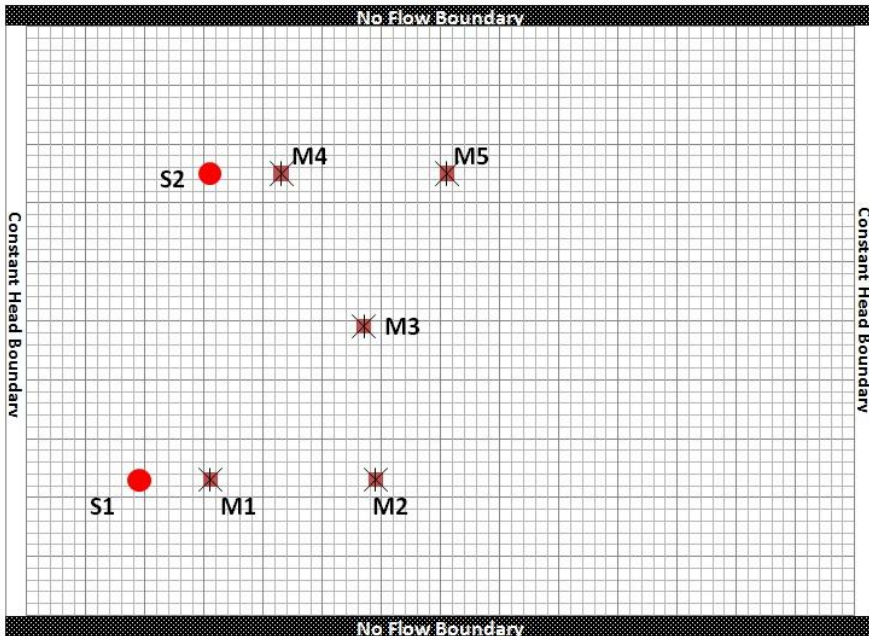 No Flow Boundary
M4
M5
S2
Constant Head Boundary
Constant Head Boundary
M3
S1
M1
M2
No Flow Boundary